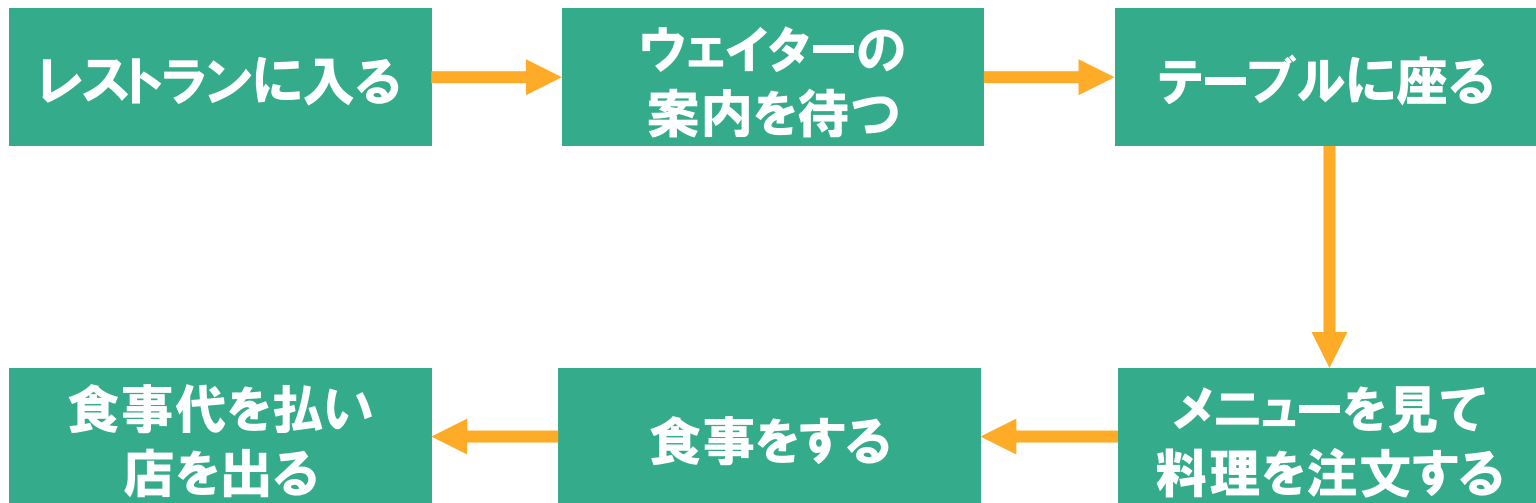 レストランに入る
ウェイターの
案内を待つ
テーブルに座る
メニューを見て
料理を注文する
食事をする
食事代を払い
店を出る